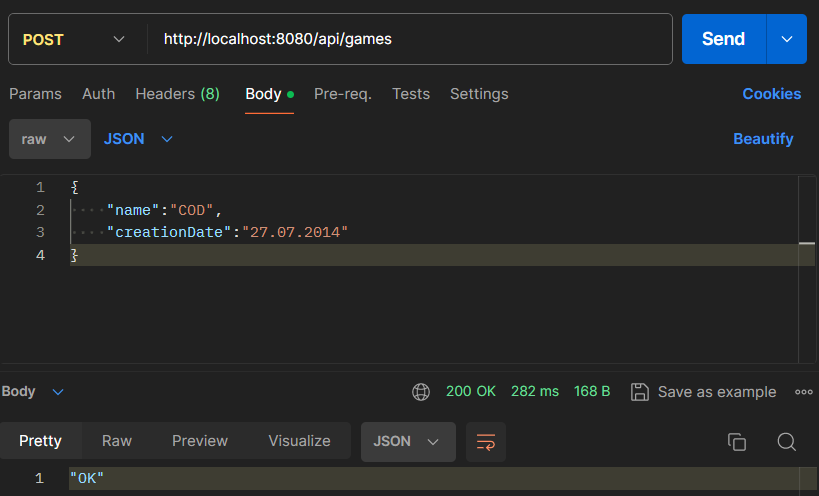 POST http://localhost:8080/api/games Send
Params Auth Headers (8) Body Pre-req. Tests Settings Cookies
raw JSON Beautify
1 {
2 "name":"COD",
3 "creationDate":"27.07.2014"
4 }
Body 200 OK 282 ms 168 B Save as example
Pretty Raw Preview Visualize JSON
1 "OK"